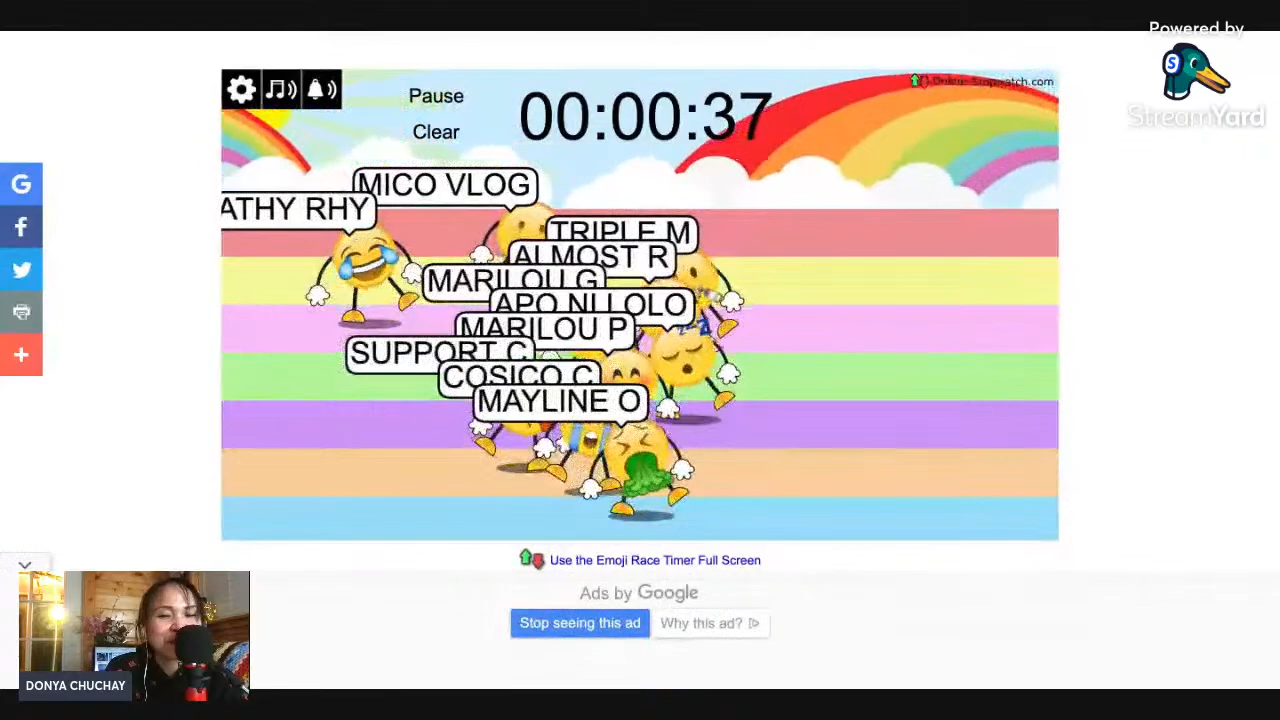 Powered by
StreamYard
Pause
Clear
00:00:37
Online-Stopwatch.com
MICO VLOG
ATHY RHY
TRIPLE M
ALMOST R
MARILOU G
APO NI LOLO
MARILOU P
SUPPORT C
COSICO C
MAYLINE O
Use the Emoji Race Timer Full Screen
Ads by Google
Stop seeing this ad
Why this ad?
DONYA CHUCHAY